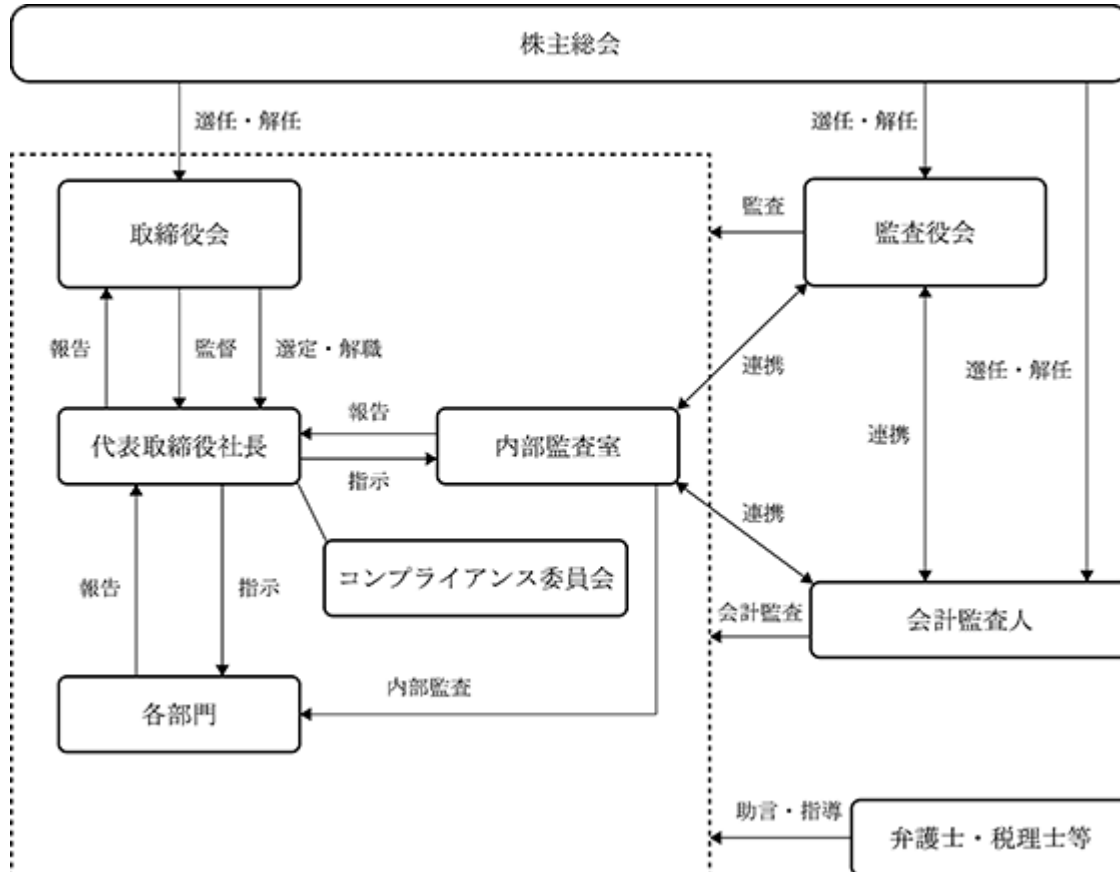 株主総会
選任・解任
選任・解任
取締役会
監査
監査役会
報告
監督
選定・解職
連携
選任・解任
代表取締役社長
報告
指示
内部監査室
連携
連携
コンプライアンス委員会
報告
指示
会計監査
会計監査人
内部監査
各部門
助言・指導
弁護士・税理士等